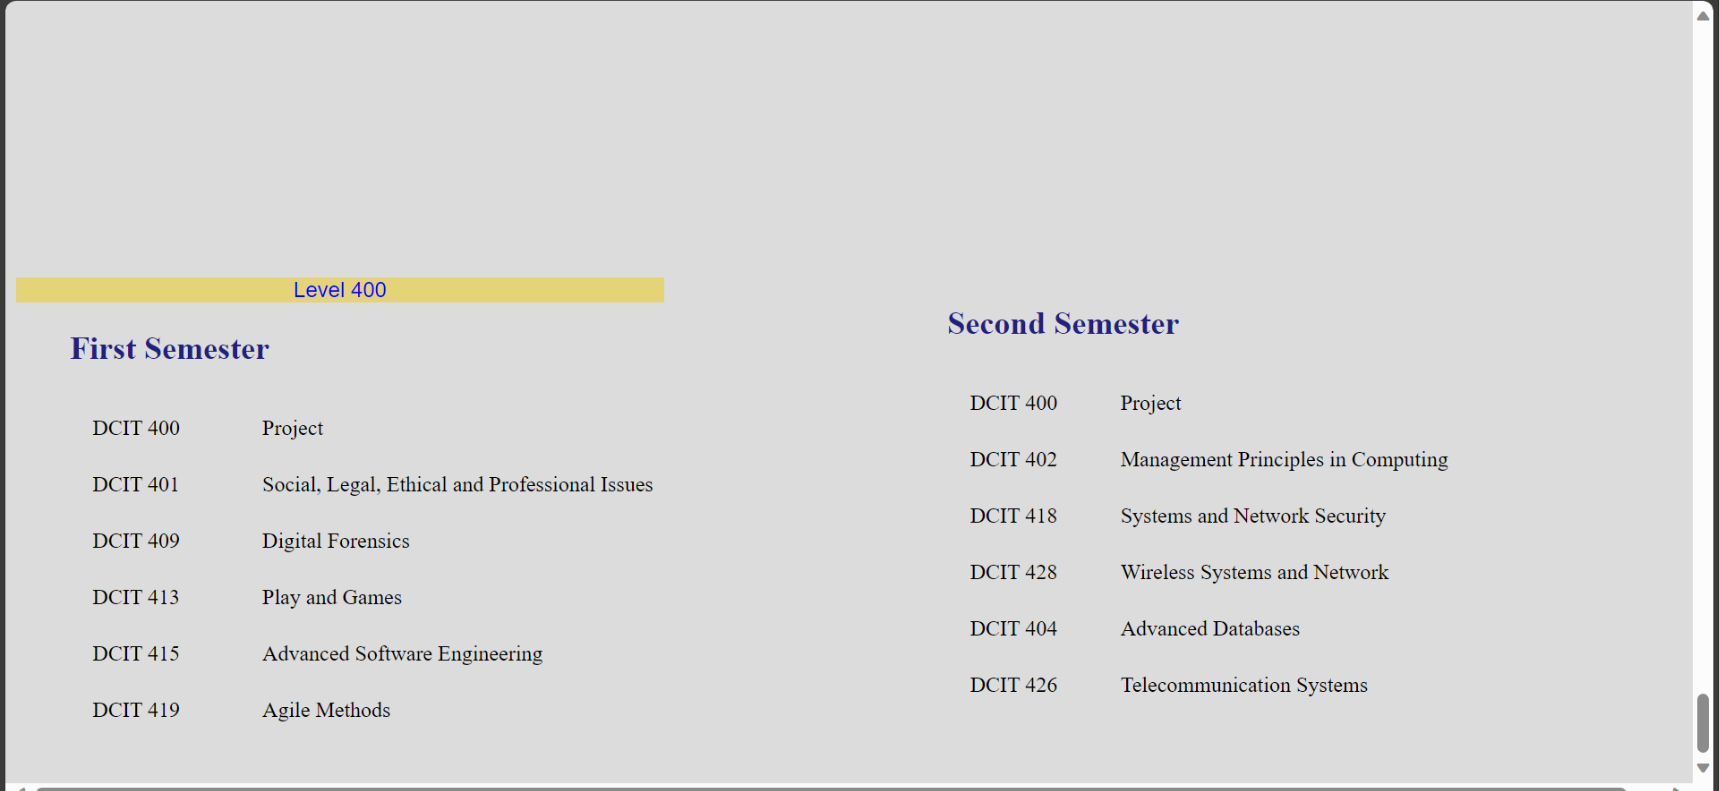 Level 400
First Semester
DCIT 400 Project
DCIT 401 Social, Legal, Ethical and Professional Issues
DCIT 409 Digital Forensics
DCIT 413 Play and Games
DCIT 415 Advanced Software Engineering
DCIT 419 Agile Methods
Second Semester
DCIT 400 Project
DCIT 402 Management Principles in Computing
DCIT 418 Systems and Network Security
DCIT 428 Wireless Systems and Network
DCIT 404 Advanced Databases
DCIT 426 Telecommunication Systems